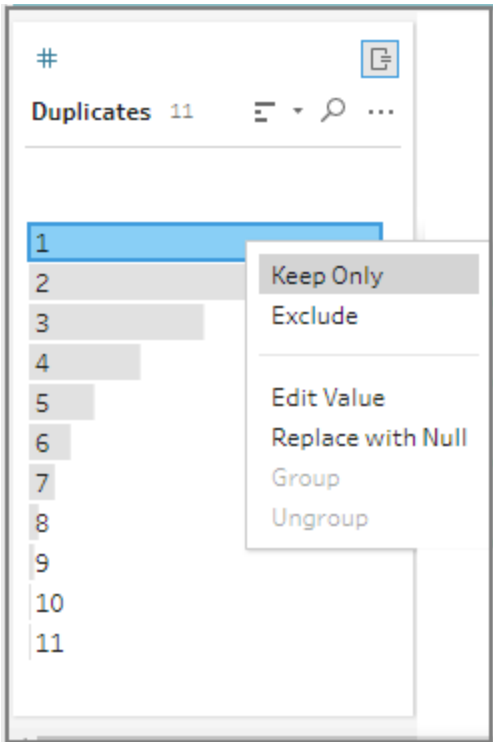 #
Duplicates 11
1
2
3
4
5
6
7
8
9
10
11
Keep Only
Exclude
Edit Value
Replace with Null
Group
Ungroup